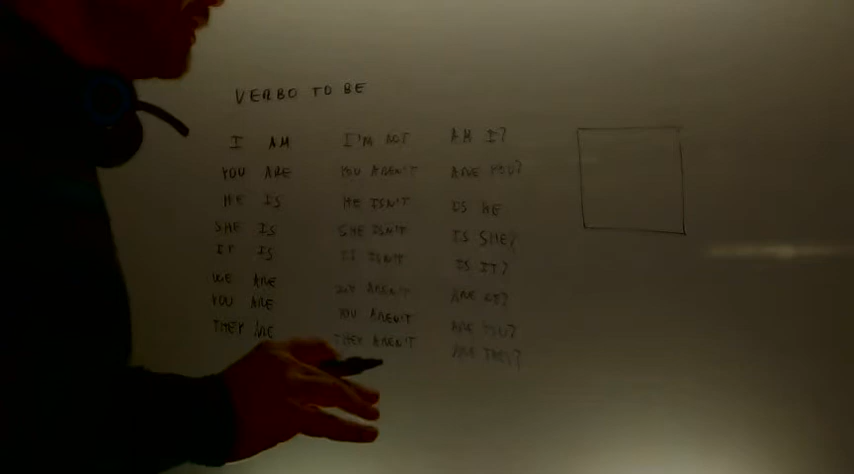 VERBO TO BE
I AM I'M NOT AM I?
YOU ARE YOU AREN'T ARE YOU?
HE IS HE ISN'T IS HE
SHE IS SHE ISN'T IS SHE?
IT IS IT ISN'T IS IT?
WE ARE WE AREN'T ARE WE?
YOU ARE YOU AREN'T ARE YOU?
THEY ARE THEY AREN'T ARE THEY?